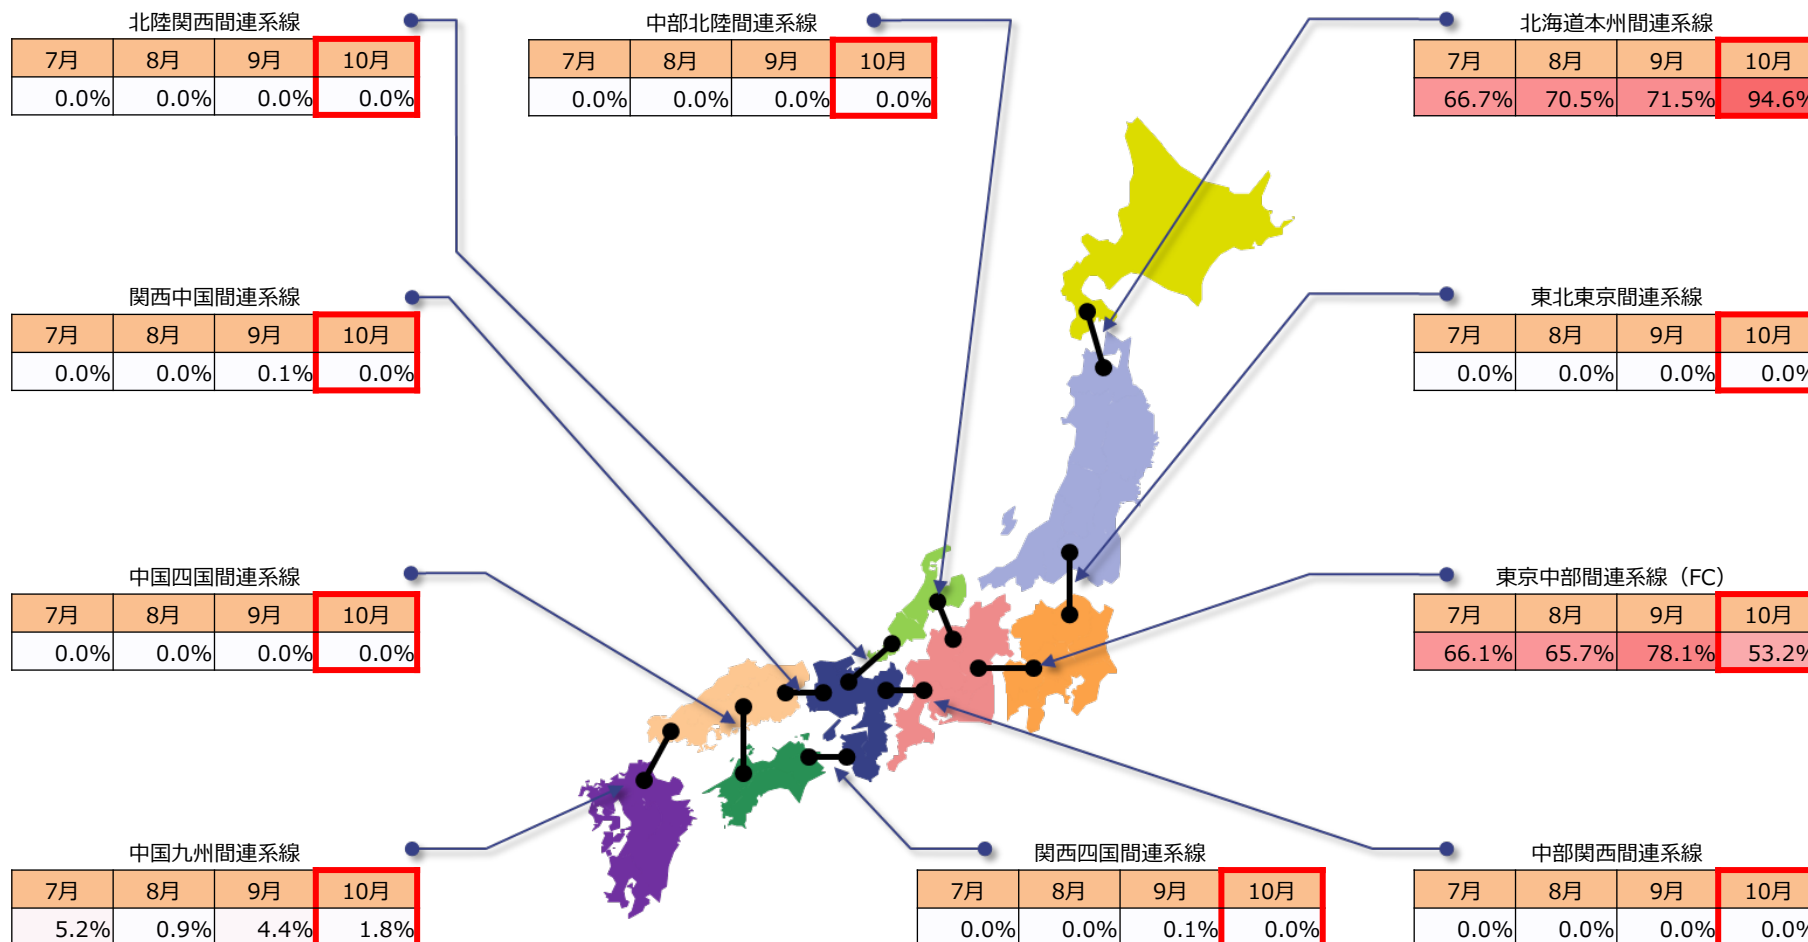 北陸関西間連系線
7月 8月 9月 10月
0.0% 0.0% 0.0% 0.0%
中部北陸間連系線
7月 8月 9月 10月
0.0% 0.0% 0.0% 0.0%
北海道本州間連系線
7月 8月 9月 10月
66.7% 70.5% 71.5% 94.6%
関西中国間連系線
7月 8月 9月 10月
0.0% 0.0% 0.1% 0.0%
東北東京間連系線
7月 8月 9月 10月
0.0% 0.0% 0.0% 0.0%
中国四国間連系線
7月 8月 9月 10月
0.0% 0.0% 0.0% 0.0%
東京中部間連系線（FC）
7月 8月 9月 10月
66.1% 65.7% 78.1% 53.2%
中国九州間連系線
7月 8月 9月 10月
5.2% 0.9% 4.4% 1.8%
関西四国間連系線
7月 8月 9月 10月
0.0% 0.0% 0.1% 0.0%
中部関西間連系線
7月 8月 9月 10月
0.0% 0.0% 0.0% 0.0%